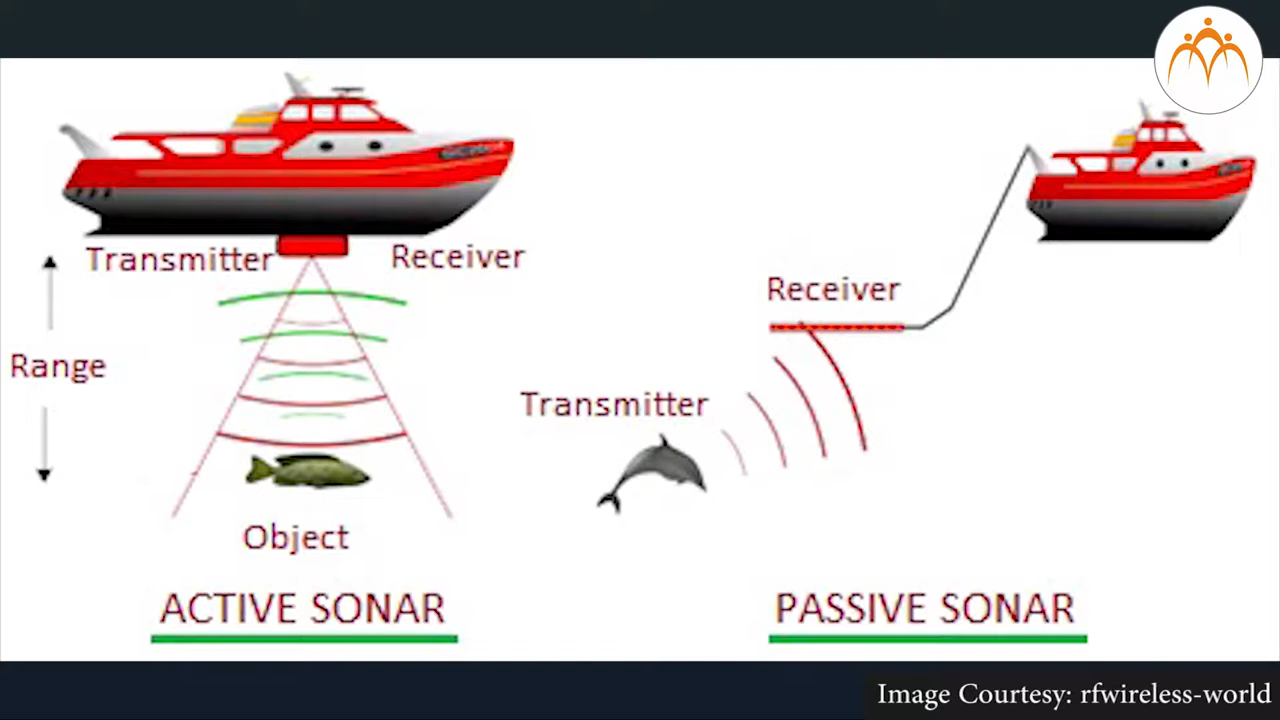 Transmitter
Receiver
Range
Object
ACTIVE SONAR
Receiver
Transmitter
PASSIVE SONAR
Image Courtesy: rfwireless-world